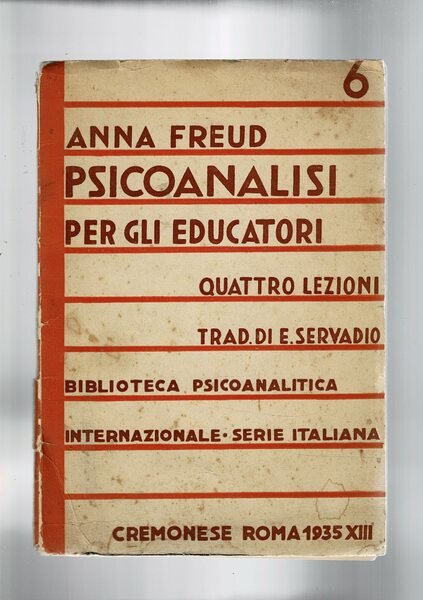 6
ANNA FREUD
PSICOANALISI
PER GLI EDUCATORI
QUATTRO LEZIONI
TRAD. DI E. SERVADIO
BIBLIOTECA PSICOANALITICA
INTERNAZIONALE • SERIE ITALIANA
CREMONESE ROMA 1935 XIII